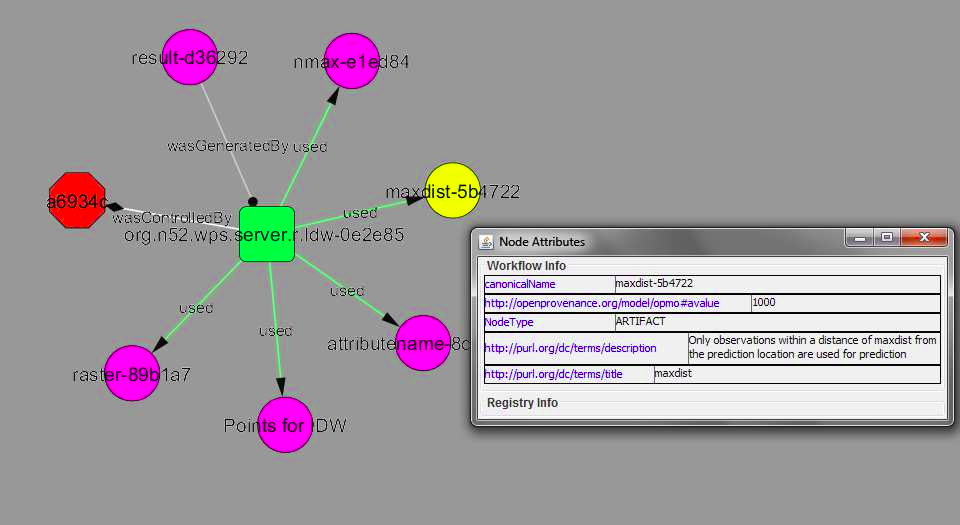 result-d36292
nmax-e1ed84
wasGeneratedBy
used
maxdist-5b4722
a6934c
wasControlledBy
used
org.n52.wps.server.r.Idw-0e2e85
used
used
used
attributename-8c
raster-89b1a7
Points for IDW
Node Attributes
Workflow Info
canonicalName maxdist-5b4722
http://openprovenance.org/model/opmo#avalue 1000
NodeType ARTIFACT
http://purl.org/dc/terms/description Only observations within a distance of maxdist from
the prediction location are used for prediction
http://purl.org/dc/terms/title maxdist
Registry Info